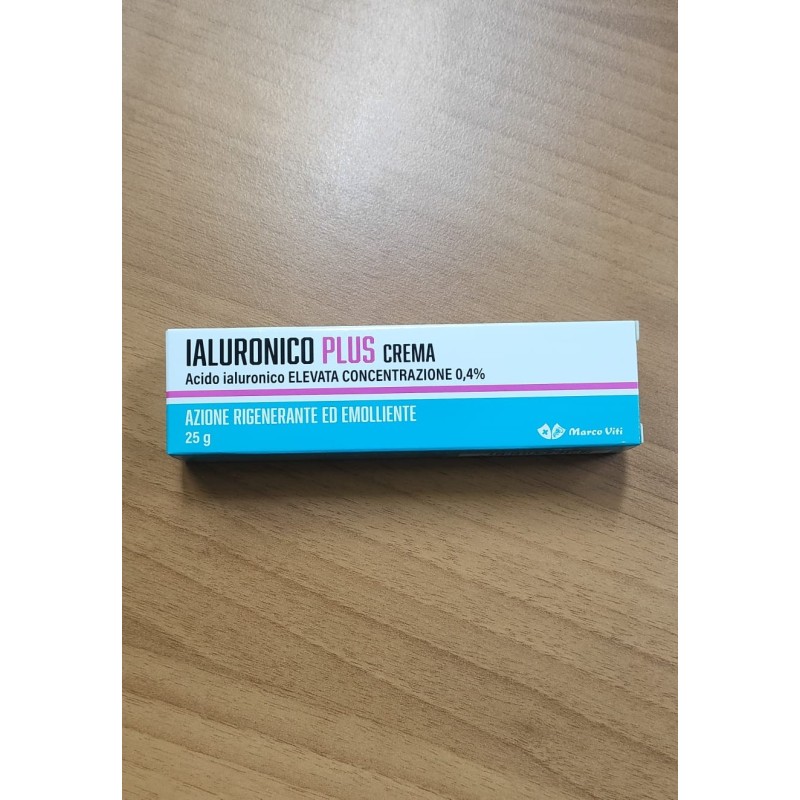 IALURONICO PLUS CREMA
Acido ialuronico ELEVATA CONCENTRAZIONE 0,4%
AZIONE RIGENERANTE ED EMOLLIENTE
25 g
Marco Viti